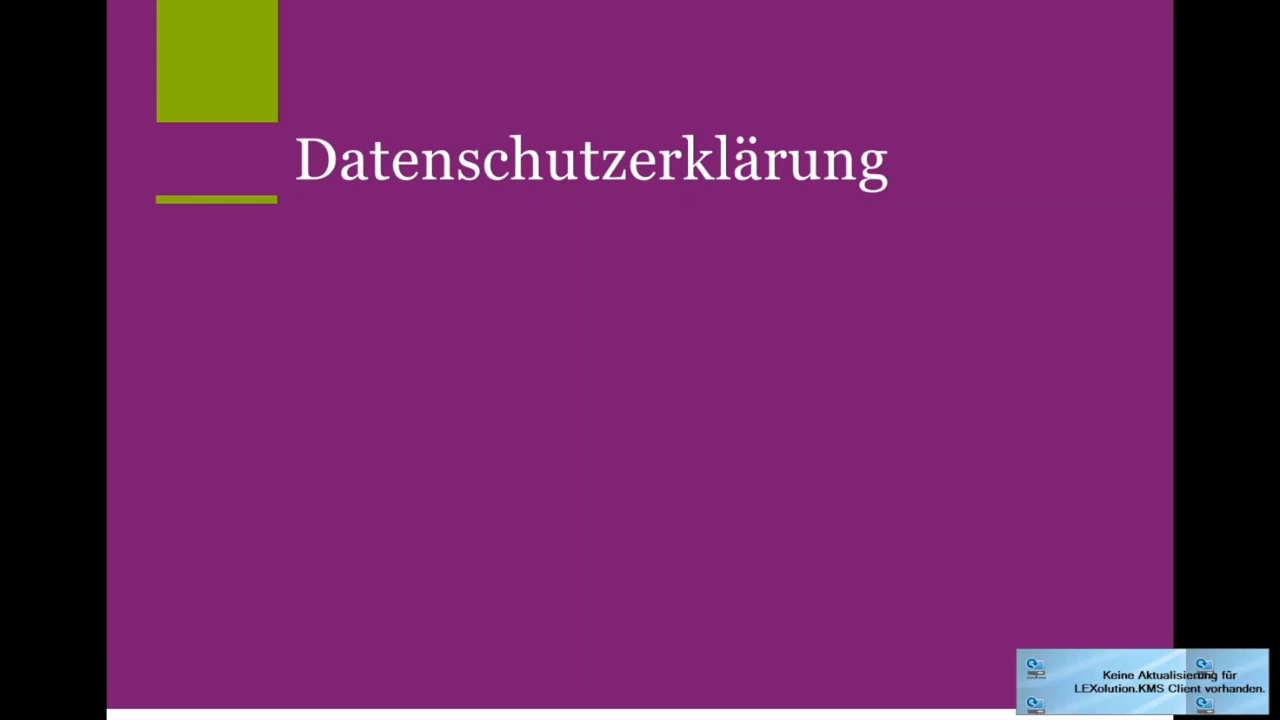 Datenschutzerklärung
Keine Aktualisierung für
LEXolution.KMS Client vorhanden.